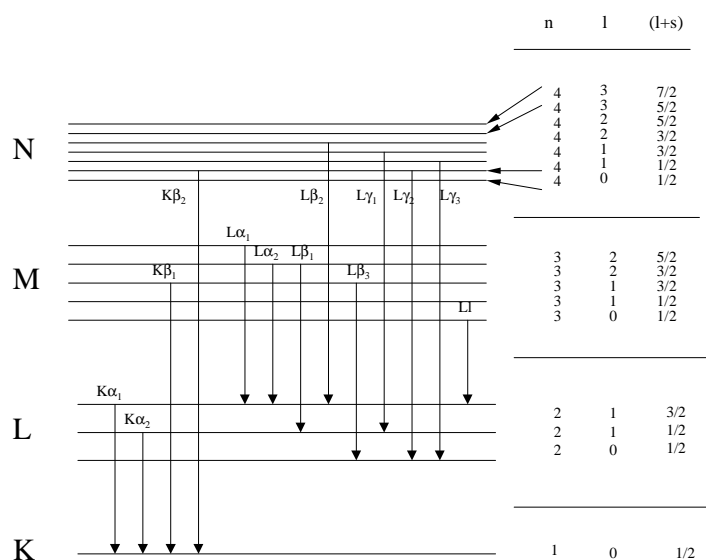 n l (l+s)
4 3 7/2
4 3 5/2
4 2 5/2
4 2 3/2
4 1 3/2
4 1 1/2
4 0 1/2
N
Kβ2 Lβ2 Lγ1 Lγ2 Lγ3
Lα1
Lα2 Lβ1
Kβ1 Lβ3
M
Ll
3 2 5/2
3 2 3/2
3 1 3/2
3 1 1/2
3 0 1/2
Kα1
Kα2
L
2 1 3/2
2 1 1/2
2 0 1/2
K
1 0 1/2